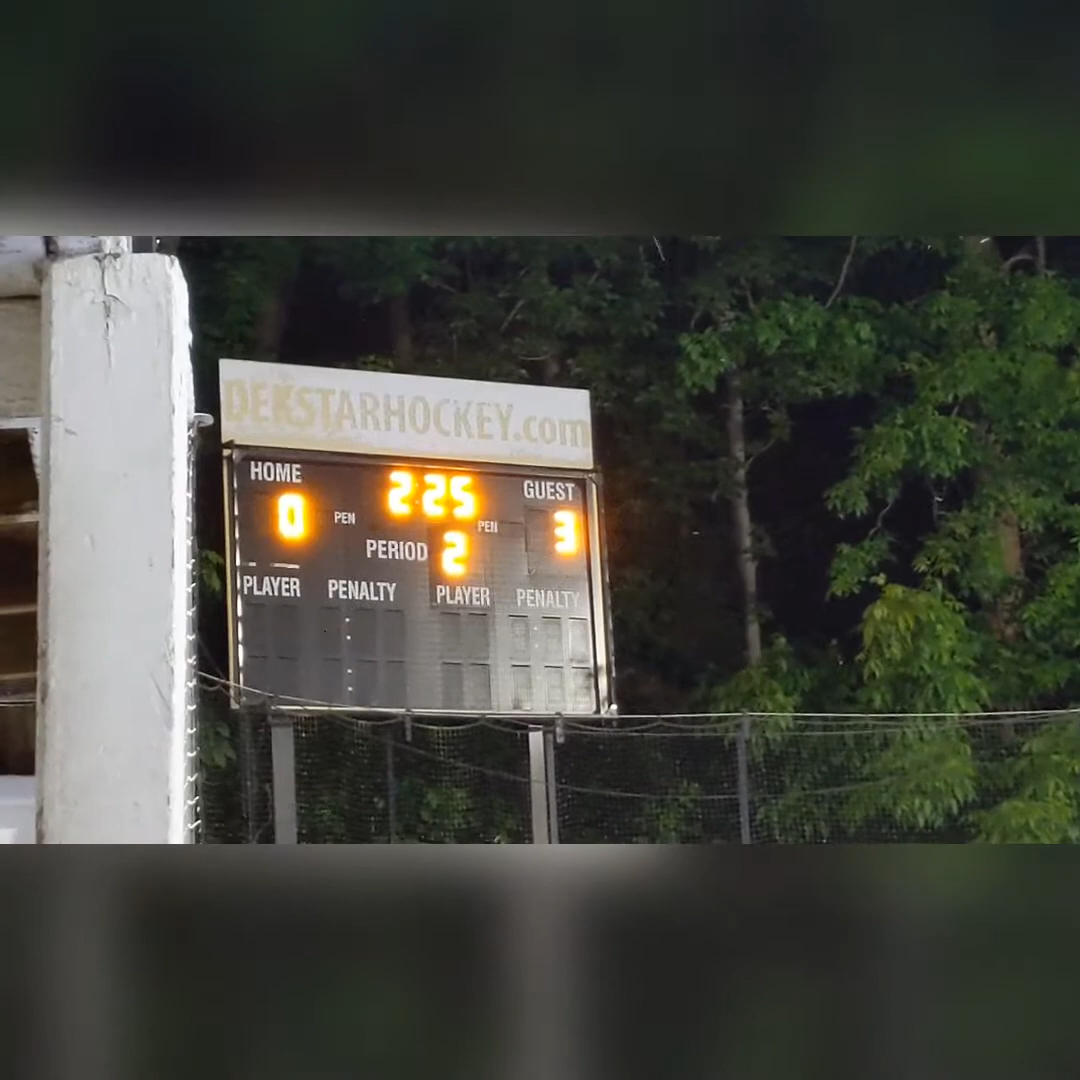 DEKSTARHOCKEY.com
HOME 2:25 GUEST
0 PEN PEN 3
PERIOD 2
PLAYER PENALTY PLAYER PENALTY